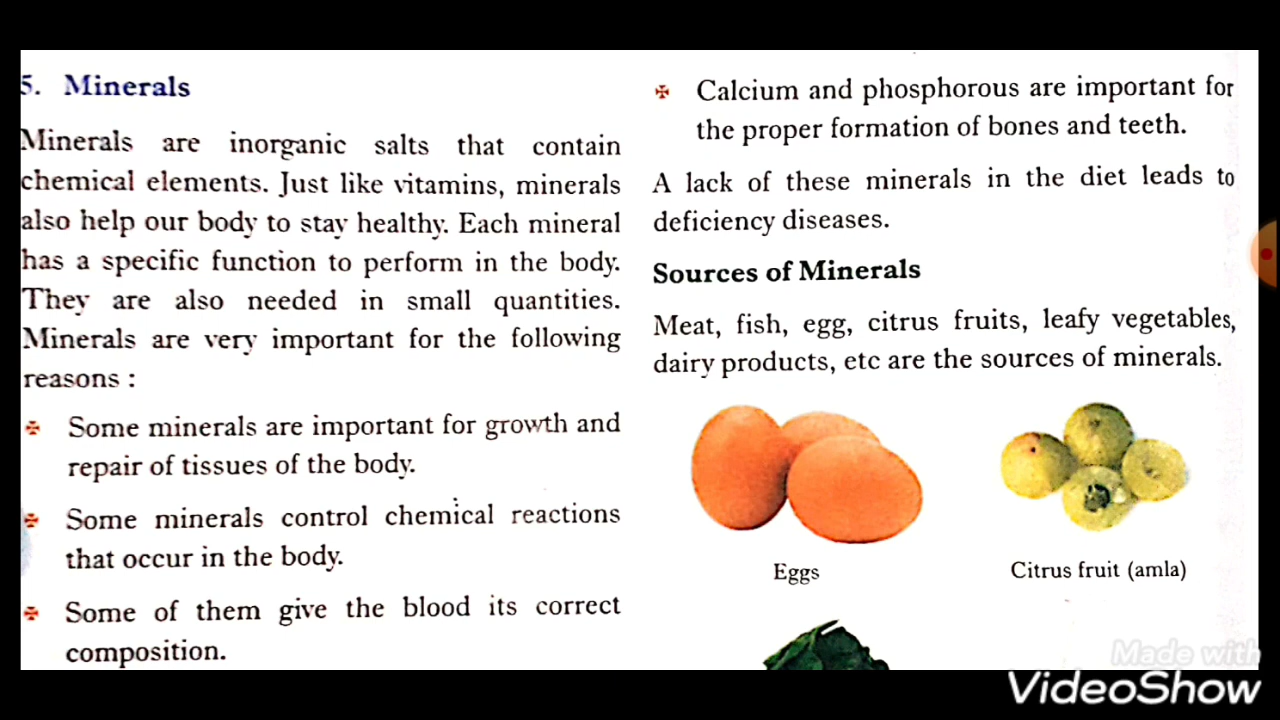 5. Minerals
Minerals are inorganic salts that contain
chemical elements. Just like vitamins, minerals
also help our body to stay healthy. Each mineral
has a specific function to perform in the body.
They are also needed in small quantities.
Minerals are very important for the following
reasons :
Some minerals are important for growth and
repair of tissues of the body.
Some minerals control chemical reactions
that occur in the body.
Some of them give the blood its correct
composition.
Calcium and phosphorous are important for
the proper formation of bones and teeth.
A lack of these minerals in the diet leads to
deficiency diseases.
Sources of Minerals
Meat, fish, egg, citrus fruits, leafy vegetables,
dairy products, etc are the sources of minerals.
Eggs
Citrus fruit (amla)
Made with
VideoShow